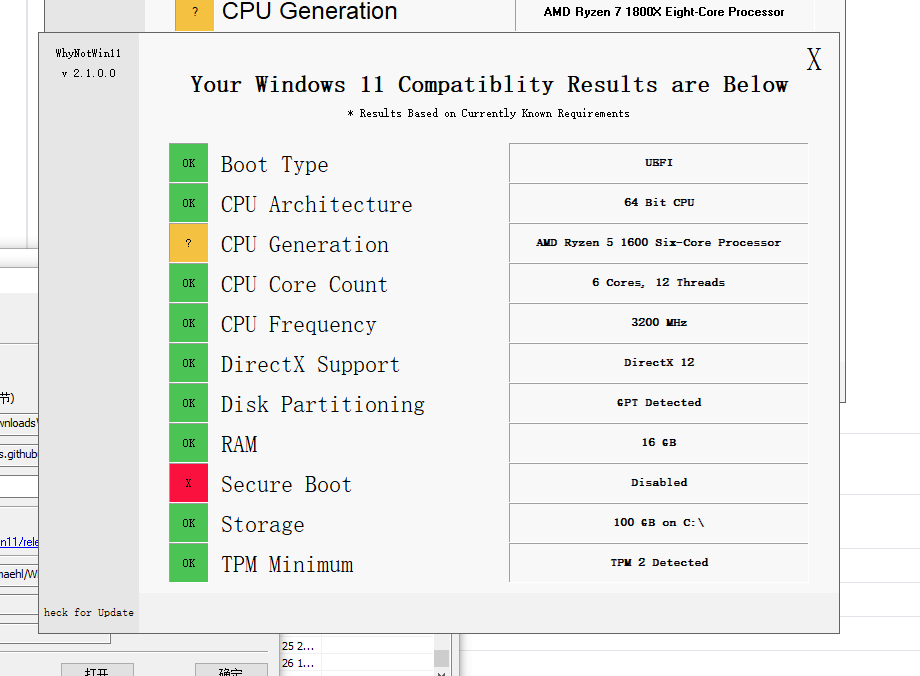 ? CPU Generation AMD Ryzen 7 1800X Eight-Core Processor
WhyNotWin11
v 2.1.0.0
X
Your Windows 11 Compatiblity Results are Below
* Results Based on Currently Known Requirements
OK Boot Type UEFI
OK CPU Architecture 64 Bit CPU
? CPU Generation AMD Ryzen 5 1600 Six-Core Processor
OK CPU Core Count 6 Cores, 12 Threads
OK CPU Frequency 3200 MHz
OK DirectX Support DirectX 12
OK Disk Partitioning GPT Detected
OK RAM 16 GB
X Secure Boot Disabled
OK Storage 100 GB on C:\
OK TPM Minimum TPM 2 Detected
heck for Update
节)
wnloads\
s.github
n11/rele
naehl/W
25 2...
26 1...
打开 确定